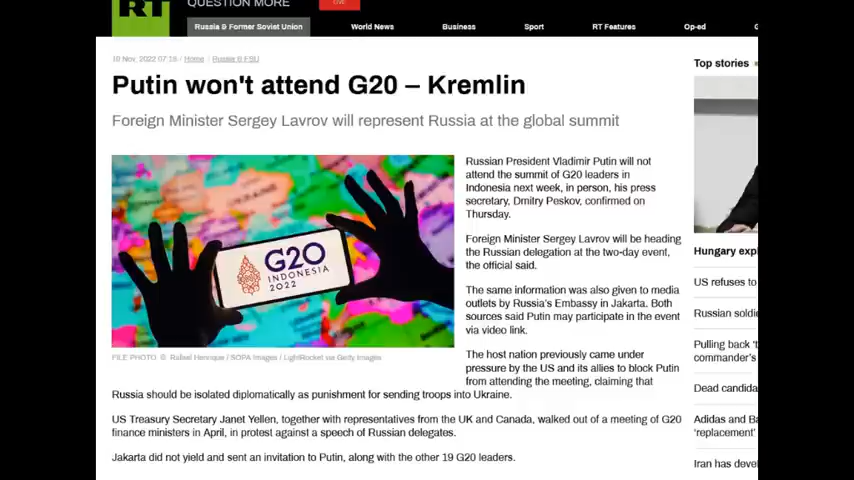 RT
QUESTION MORE
LIVE
Russia & Former Soviet Union
World News
Business
Sport
RT Features
Op-ed
10 Nov, 2022 07:16 / Home / Russia & FSU
Putin won't attend G20 – Kremlin
Foreign Minister Sergey Lavrov will represent Russia at the global summit
UKRAINE
G20
INDONESIA
2022
FILE PHOTO. © Rafael Henrique / SOPA Images / LightRocket via Getty Images
Russian President Vladimir Putin will not
attend the summit of G20 leaders in
Indonesia next week, in person, his press
secretary, Dmitry Peskov, confirmed on
Thursday.
Foreign Minister Sergey Lavrov will be heading
the Russian delegation at the two-day event,
the official said.
The same information was also given to media
outlets by Russia's Embassy in Jakarta. Both
sources said Putin may participate in the event
via video link.
The host nation previously came under
pressure by the US and its allies to block Putin
from attending the meeting, claiming that
Russia should be isolated diplomatically as punishment for sending troops into Ukraine.
US Treasury Secretary Janet Yellen, together with representatives from the UK and Canada, walked out of a meeting of G20
finance ministers in April, in protest against a speech of Russian delegates.
Jakarta did not yield and sent an invitation to Putin, along with the other 19 G20 leaders.
Top stories
Hungary expl
US refuses to
Russian soldie
Pulling back 't
commander's
Dead candida
Adidas and Ba
'replacement'
Iran has devel